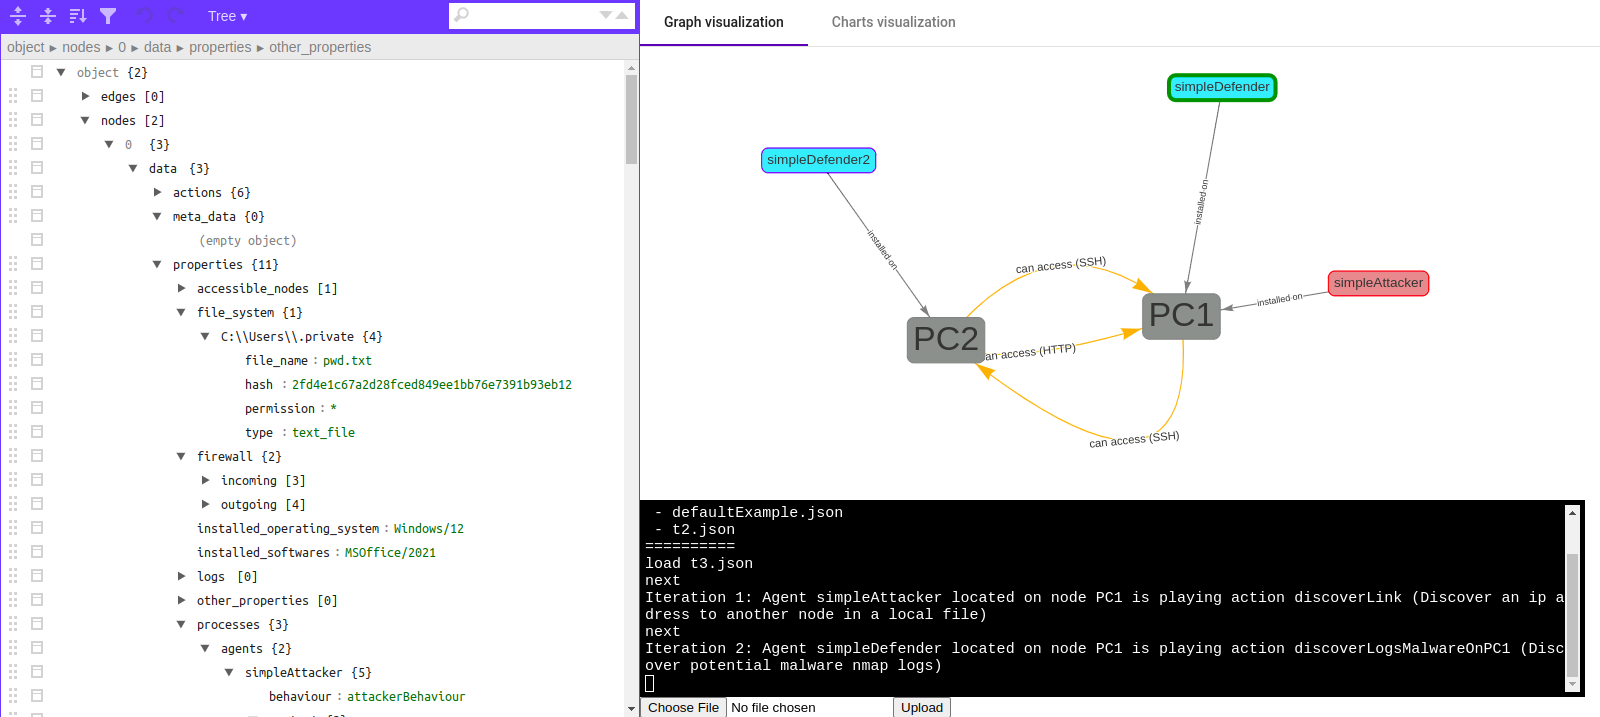 Tree ▾
object ▸ nodes ▸ 0 ▸ data ▸ properties ▸ other_properties
object {2}
edges [0]
nodes [2]
0 {3}
data {3}
actions {6}
meta_data {0}
(empty object)
properties {11}
accessible_nodes [1]
file_system {1}
C:\\Users\\.private {4}
file_name : pwd.txt
hash : 2fd4e1c67a2d28fced849ee1bb76e7391b93eb12
permission : *
type : text_file
firewall {2}
incoming [3]
outgoing [4]
installed_operating_system : Windows/12
installed_softwares : MSOffice/2021
logs [0]
other_properties [0]
processes {3}
agents {2}
simpleAttacker {5}
behaviour : attackerBehaviour
Graph visualization
Charts visualization
simpleDefender
simpleDefender2
installed on
installed on
can access (SSH)
simpleAttacker
installed on
PC1
PC2
an access (HTTP)
can access (SSH)
- defaultExample.json
- t2.json
==========
load t3.json
next
Iteration 1: Agent simpleAttacker located on node PC1 is playing action discoverLink (Discover an ip a
dress to another node in a local file)
next
Iteration 2: Agent simpleDefender located on node PC1 is playing action discoverLogsMalwareOnPC1 (Disc
over potential malware nmap logs)
Choose File No file chosen
Upload